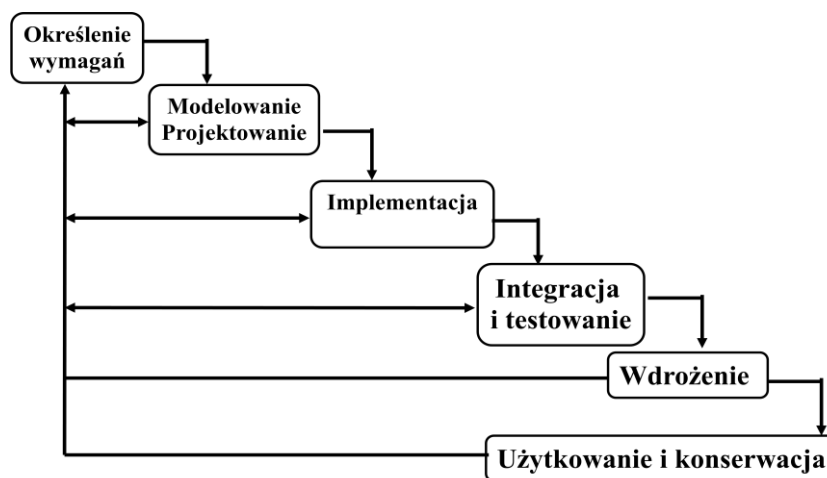 Określenie
wymagań
Modelowanie
Projektowanie
Implementacja
Integracja
i testowanie
Wdrożenie
Użytkowanie i konserwacja